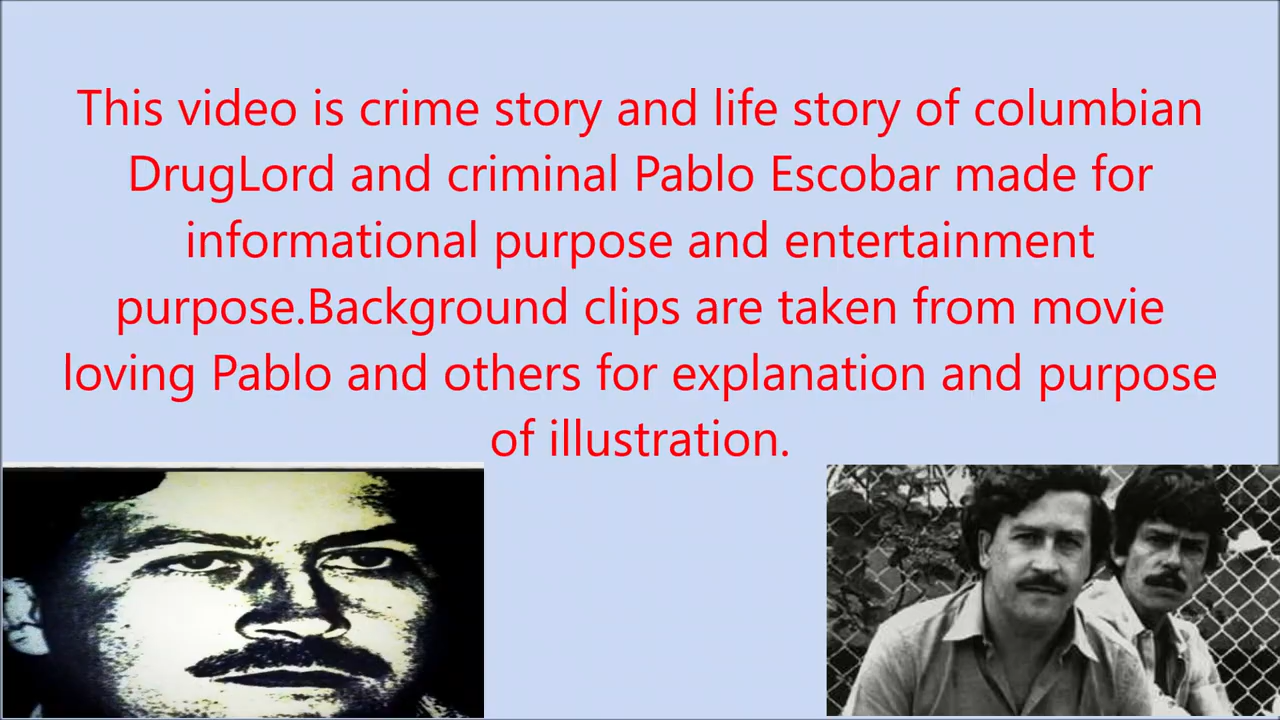 This video is crime story and life story of columbian
DrugLord and criminal Pablo Escobar made for
informational purpose and entertainment
purpose.Background clips are taken from movie
loving Pablo and others for explanation and purpose
of illustration.